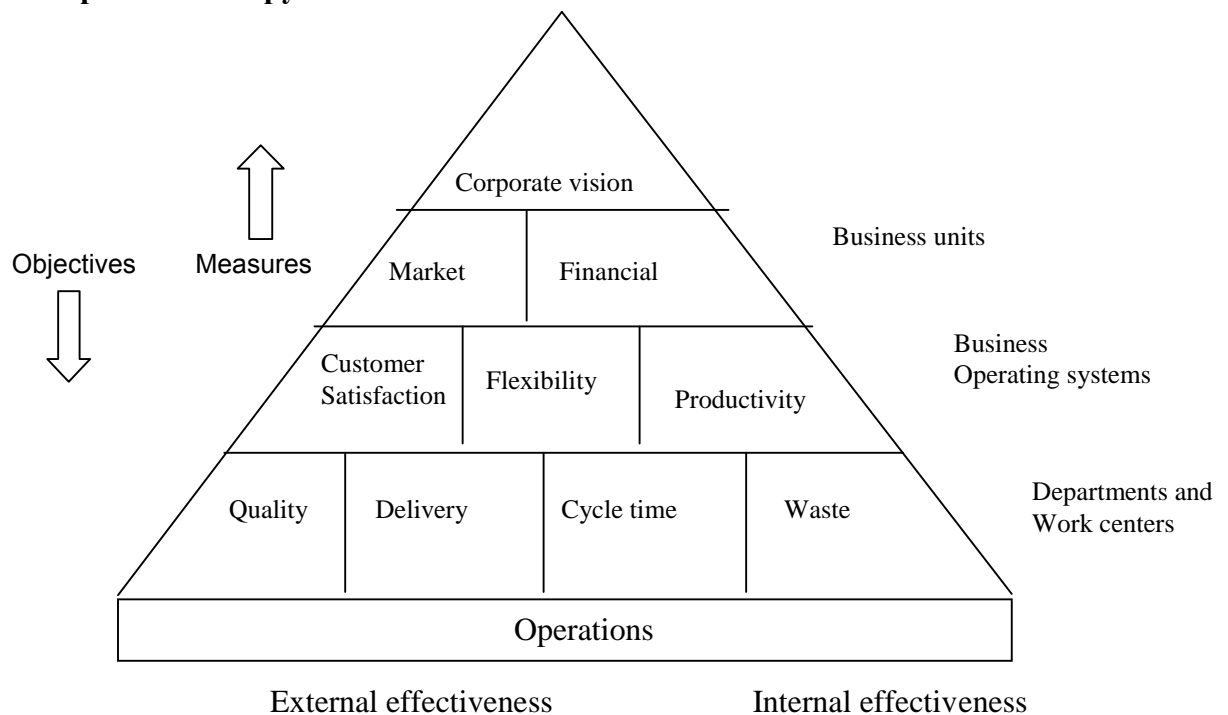 Corporate vision
Business units
Objectives Measures
Market Financial
Business
Operating systems
Customer
Satisfaction
Flexibility
Productivity
Departments and
Work centers
Quality Delivery Cycle time Waste
Operations
External effectiveness Internal effectiveness